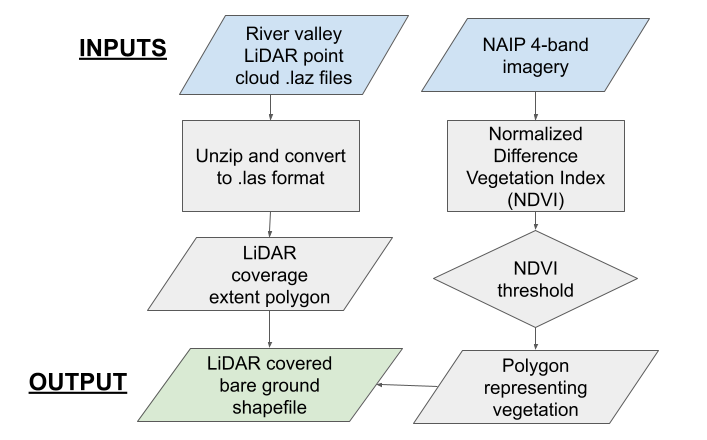 INPUTS
River valley
LiDAR point
cloud .laz files
NAIP 4-band
imagery
Unzip and convert
to .las format
Normalized
Difference
Vegetation Index
(NDVI)
LiDAR
coverage
extent polygon
NDVI
threshold
OUTPUT
LiDAR covered
bare ground
shapefile
Polygon
representing
vegetation